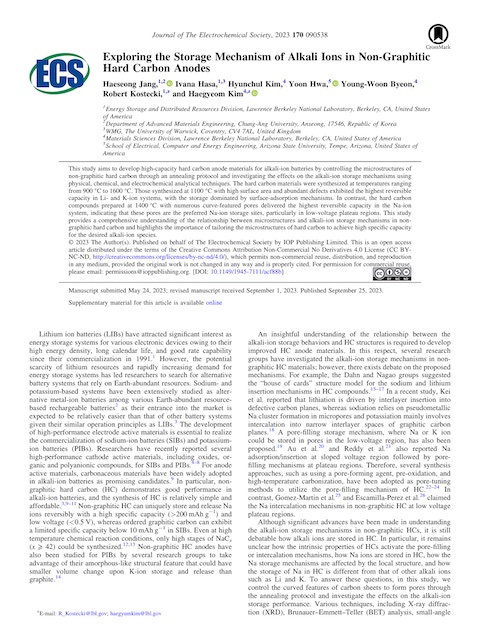 Journal of The Electrochemical Society, 2023 170 090538
CrossMark
ECS
Exploring the Storage Mechanism of Alkali Ions in Non-Graphitic
Hard Carbon Anodes
Haesong Jang,1,2 Ivana Hasa,1,3 Hyunchul Kim,4 Yoon Hwa,5 Young-Woon Byeon,4
Robert Kostecki,1,z and Haegyeom Kim4,z
1Energy Storage and Distributed Resources Division, Lawrence Berkeley National Laboratory, Berkeley, CA, United States
of America
2Department of Advanced Materials Engineering, Chung-Ang University, Anseong, 17546, Republic of Korea
3WMG, The University of Warwick, Coventry, CV4 7AL, United Kingdom
4Materials Sciences Division, Lawrence Berkeley National Laboratory, Berkeley, CA, United States of America
5School of Electrical, Computer and Energy Engineering, Arizona State University, Tempe, Arizona, United States of
America
This study aims to develop high-capacity hard carbon anode materials for alkali-ion batteries by controlling the microstructures of
non-graphitic hard carbon through an annealing protocol and investigating the effects on the alkali-ion storage mechanisms using
physical, chemical, and electrochemical analytical techniques. The hard carbon materials were synthesized at temperatures ranging
from 900 °C to 1600 °C. Those synthesized at 1100 °C with high surface area and abundant defects exhibited the highest reversible
capacity in Li- and K-ion systems, with the storage dominated by surface-adsorption mechanisms. In contrast, the hard carbon
compounds prepared at 1400 °C with numerous curve-featured pores delivered the highest reversible capacity in the Na-ion
system, indicating that these pores are the preferred Na-ion storage sites, particularly in low-voltage plateau regions. This study
provides a comprehensive understanding of the relationship between microstructures and alkali-ion storage mechanisms in non-
graphitic hard carbon and highlights the importance of tailoring the microstructures of hard carbon to achieve high specific capacity
for the desired alkali-ion species.
© 2023 The Author(s). Published on behalf of The Electrochemical Society by IOP Publishing Limited. This is an open access
article distributed under the terms of the Creative Commons Attribution Non-Commercial No Derivatives 4.0 License (CC BY-
NC-ND, http://creativecommons.org/licenses/by-nc-nd/4.0/), which permits non-commercial reuse, distribution, and reproduction
in any medium, provided the original work is not changed in any way and is properly cited. For permission for commercial reuse,
please email: permissions@iopublishing.org. [DOI: 10.1149/1945-7111/acf88b]
Manuscript submitted May 24, 2023; revised manuscript received September 1, 2023. Published September 25, 2023.
Supplementary material for this article is available online
Lithium ion batteries (LIBs) have attracted significant interest as
energy storage systems for various electronic devices owing to their
high energy density, long calendar life, and good rate capability
since their commercialization in 1991.1 However, the potential
scarcity of lithium resources and rapidly increasing demand for
energy storage systems has led researchers to search for alternative
battery systems that rely on Earth-abundant resources. Sodium- and
potassium-based systems have been extensively studied as alter-
native metal-ion batteries among various Earth-abundant resource-
based rechargeable batteries2 as their entrance into the market is
expected to be relatively easier than that of other battery systems
given their similar operation principles as LIBs.3 The development
of high-performance electrode active materials is essential to realize
the commercialization of sodium-ion batteries (SIBs) and potassium-
ion batteries (PIBs). Researchers have recently reported several
high-performance cathode active materials, including oxides, or-
ganic and polyanionic compounds, for SIBs and PIBs.4–8 For anode
active materials, carbonaceous materials have been widely adopted
in alkali-ion batteries as promising candidates.9 In particular, non-
graphitic hard carbon (HC) demonstrates good performance in
alkali-ion batteries, and the synthesis of HC is relatively simple and
affordable.3,9–11 Non-graphitic HC can uniquely store and release Na
ions reversibly with a high specific capacity (>200 mAh g−1) and
low voltage (<0.5 V), whereas ordered graphitic carbon can exhibit
a limited specific capacity below 10 mAh g−1 in SIBs. Even at high
temperature chemical reaction conditions, only high stages of NaCx
(x ⩾ 42) could be synthesized.12,13 Non-graphitic HC anodes have
also been studied for PIBs by several research groups to take
advantage of their amorphous-like structural feature that could have
smaller volume change upon K-ion storage and release than
graphite.14
An insightful understanding of the relationship between the
alkali-ion storage behaviors and HC structures is required to develop
improved HC anode materials. In this respect, several research
groups have investigated the alkali-ion storage mechanisms in non-
graphitic HC materials; however, there exists debate on the proposed
mechanisms. For example, the Dahn and Nagao groups suggested
the “house of cards” structure model for the sodium and lithium
insertion mechanisms in HC compounds.15–17 In a recent study, Kei
et al. reported that lithiation is driven by interlayer insertion into
defective carbon planes, whereas sodiation relies on pseudometallic
Na cluster formation in micropores and potassiation mainly involves
intercalation into narrow interlayer spaces of graphitic carbon
planes.18 A pore-filling storage mechanism, where Na or K ion
could be stored in pores in the low-voltage region, has also been
proposed.19 Au et al.20 and Reddy et al.21 also reported Na
adsorption/insertion at sloped voltage region followed by pore-
filling mechanisms at plateau regions. Therefore, several synthesis
approaches, such as using a pore-forming agent, pre-oxidation, and
high-temperature carbonization, have been adopted as pore-tuning
methods to utilize the pore-filling mechanism of HC.22–24 In
contrast, Gomez-Martin et al.25 and Escamilla-Perez et al.26 claimed
the Na intercalation mechanisms in non-graphitic HC at low voltage
plateau regions.
Although significant advances have been made in understanding
the alkali-ion storage mechanisms in non-graphitic HCs, it is still
debatable how alkali ions are stored in HC. In particular, it remains
unclear how the intrinsic properties of HCs activate the pore-filling
or intercalation mechanisms, how Na ions are stored in HC, how the
Na storage mechanisms are affected by the local structure, and how
the storage of Na in HC is different from that of other alkali ions
such as Li and K. To answer these questions, in this study, we
control the curved features of carbon sheets to form pores through
the annealing protocol and investigate the effects on the alkali-ion
storage performance. Various techniques, including X-ray diffrac-
tion (XRD), Brunauer–Emmett–Teller (BET) analysis, small-angle
zE-mail: R_Kostecki@lbl.gov; haegyumkim@lbl.gov